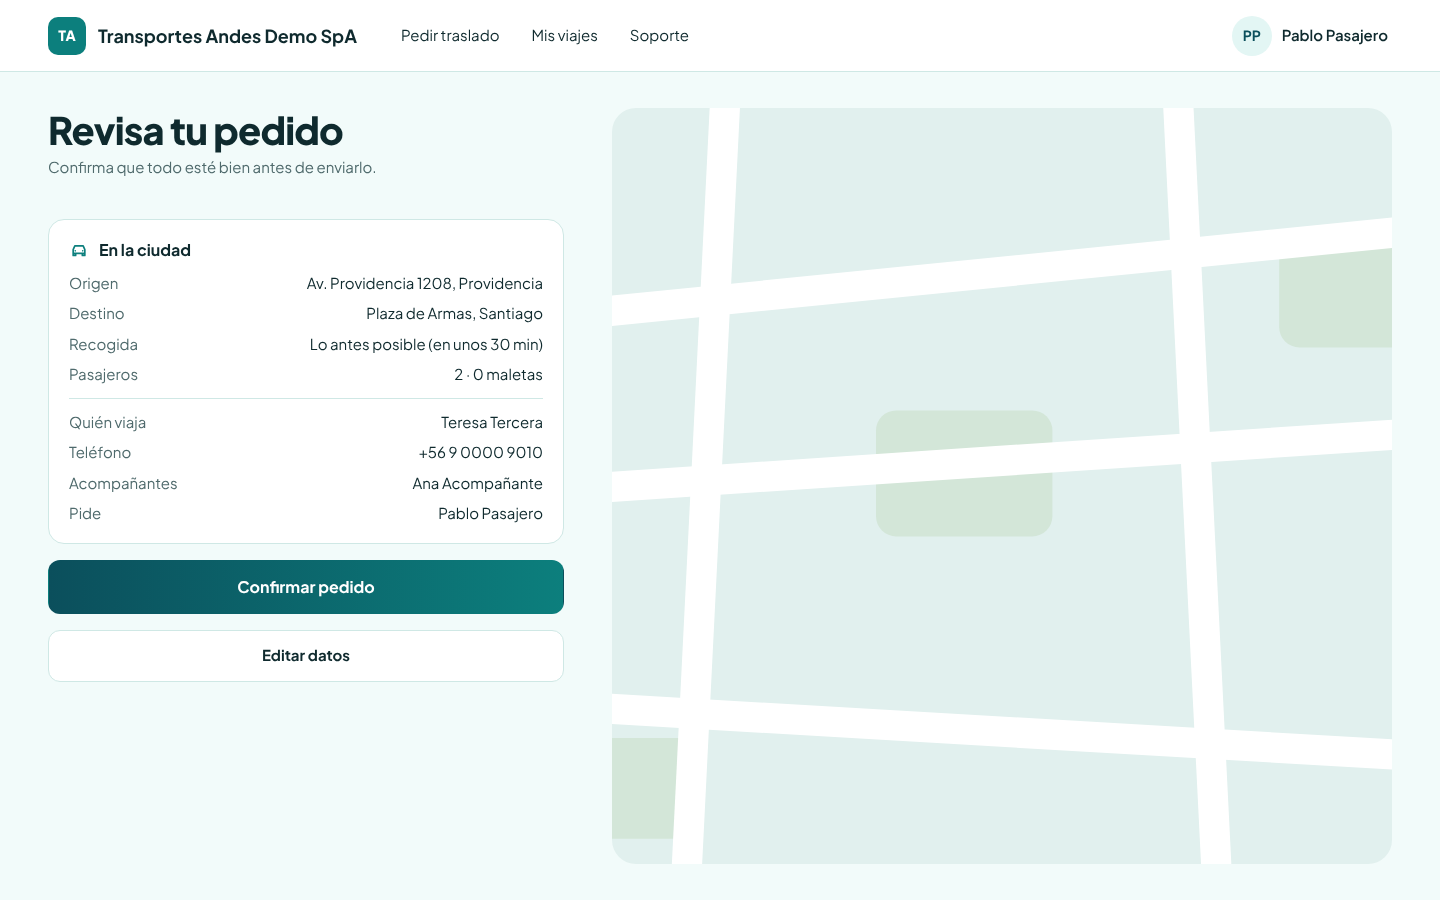 TA Transportes Andes Demo SpA Pedir traslado Mis viajes Soporte PP Pablo Pasajero
Revisa tu pedido
Confirma que todo esté bien antes de enviarlo.
En la ciudad
Origen Av. Providencia 1208, Providencia
Destino Plaza de Armas, Santiago
Recogida Lo antes posible (en unos 30 min)
Pasajeros 2 · 0 maletas
Quién viaja Teresa Tercera
Teléfono +56 9 0000 9010
Acompañantes Ana Acompañante
Pide Pablo Pasajero
Confirmar pedido
Editar datos